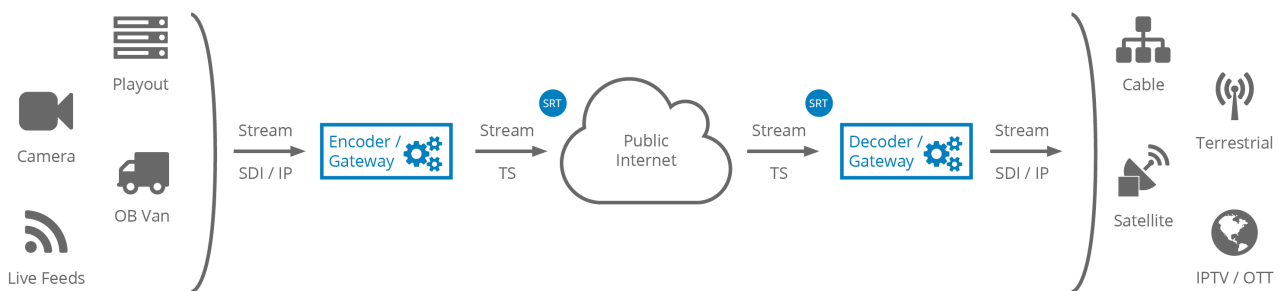 Playout
Camera
OB Van
Live Feeds
Stream
SDI / IP
Encoder /
Gateway
Stream
TS
SRT
Public
Internet
Stream
TS
SRT
Decoder /
Gateway
Stream
SDI / IP
Cable
Terrestrial
Satellite
IPTV / OTT